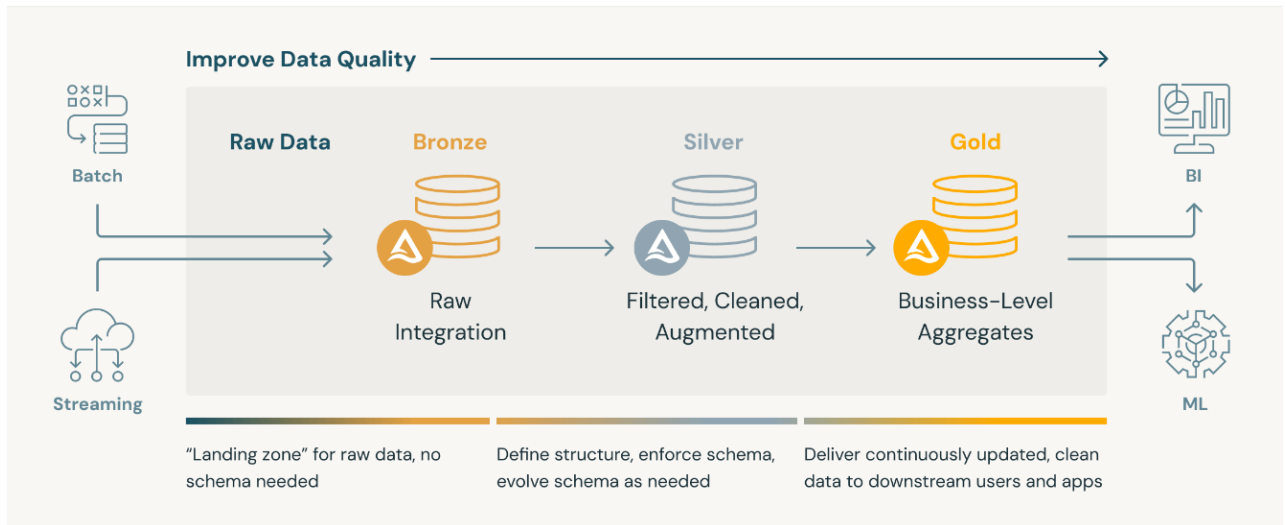 Improve Data Quality
Raw Data
Bronze
Silver
Gold
Batch
BI
Raw
Integration
Filtered, Cleaned,
Augmented
Business-Level
Aggregates
Streaming
ML
“Landing zone” for raw data, no
schema needed
Define structure, enforce schema,
evolve schema as needed
Deliver continuously updated, clean
data to downstream users and apps